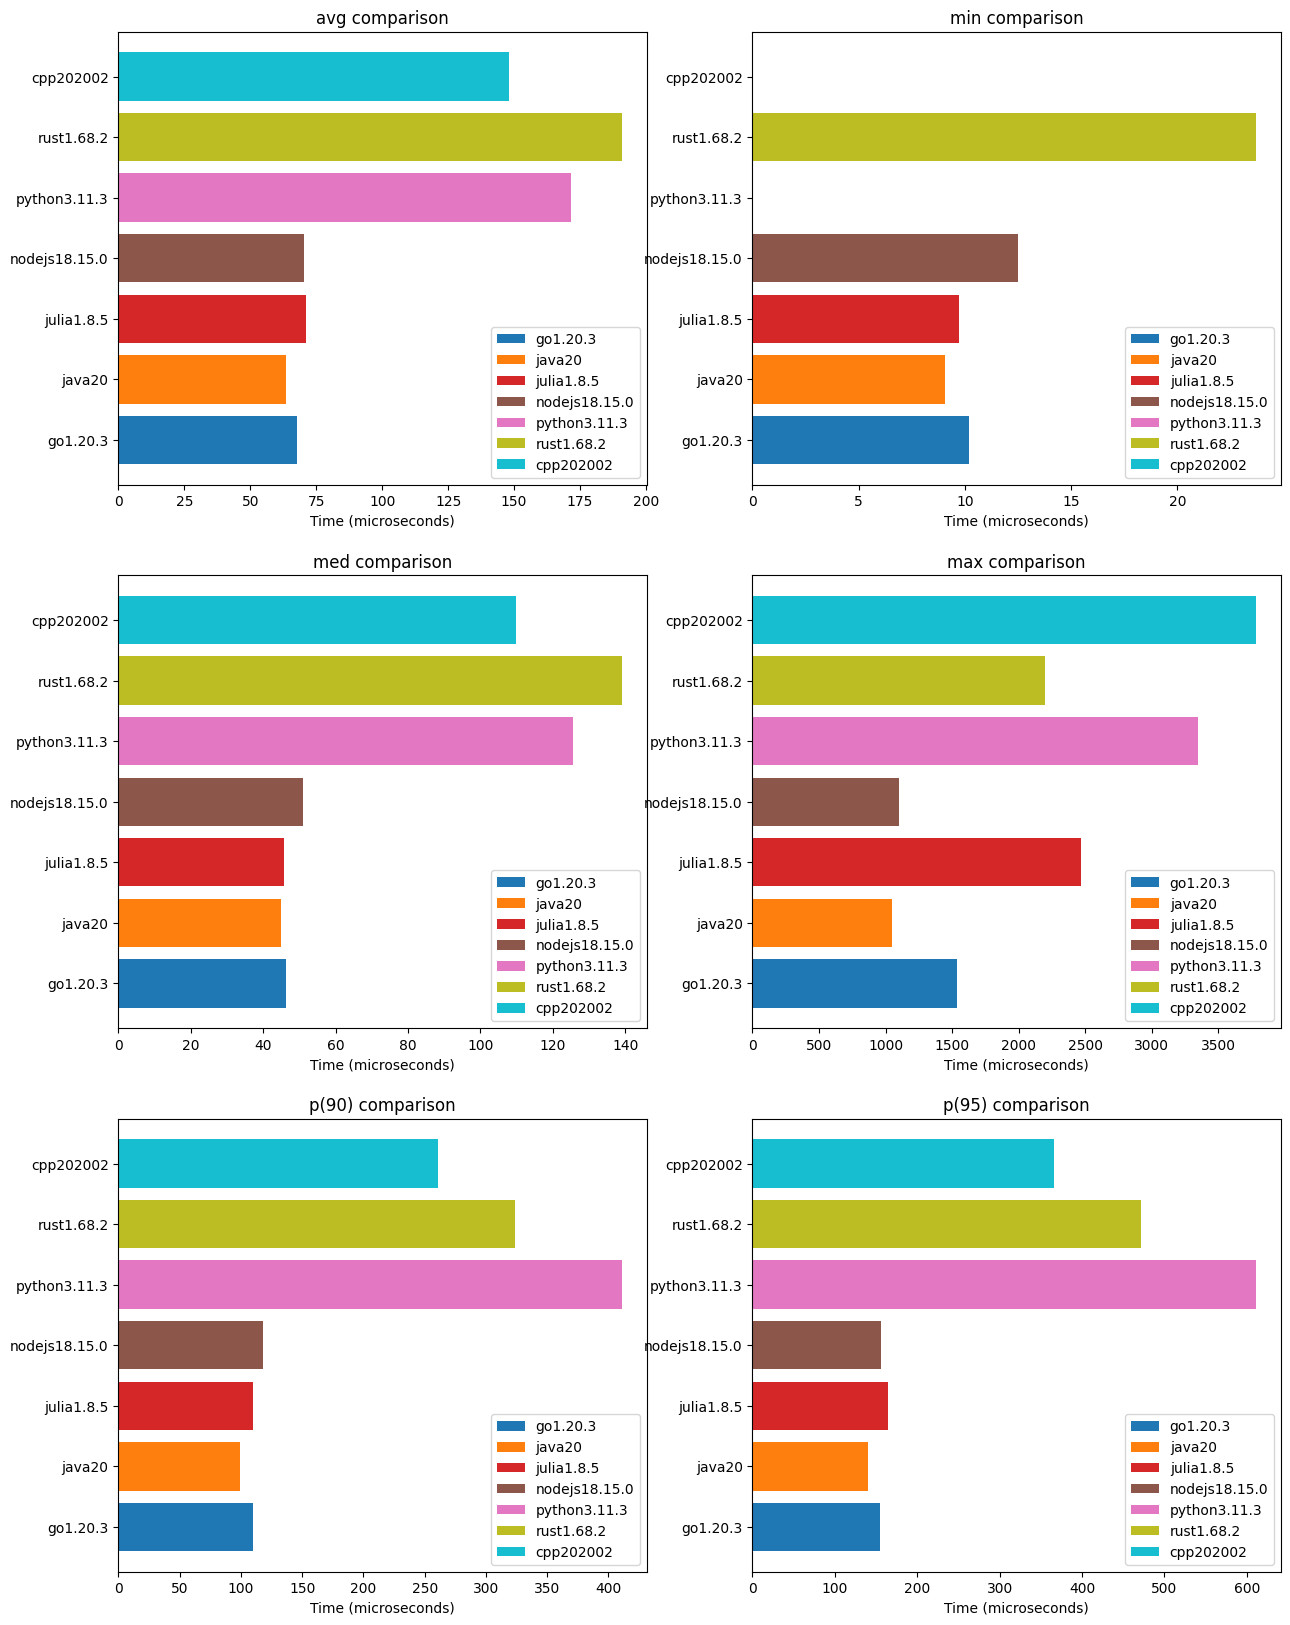 avg comparison
cpp202002
rust1.68.2
python3.11.3
nodejs18.15.0
julia1.8.5
java20
go1.20.3
go1.20.3
java20
julia1.8.5
nodejs18.15.0
python3.11.3
rust1.68.2
cpp202002
0 25 50 75 100 125 150 175 200
Time (microseconds)
min comparison
cpp202002
rust1.68.2
python3.11.3
nodejs18.15.0
julia1.8.5
java20
go1.20.3
go1.20.3
java20
julia1.8.5
nodejs18.15.0
python3.11.3
rust1.68.2
cpp202002
0 5 10 15 20
Time (microseconds)
med comparison
cpp202002
rust1.68.2
python3.11.3
nodejs18.15.0
julia1.8.5
java20
go1.20.3
go1.20.3
java20
julia1.8.5
nodejs18.15.0
python3.11.3
rust1.68.2
cpp202002
0 20 40 60 80 100 120 140
Time (microseconds)
max comparison
cpp202002
rust1.68.2
python3.11.3
nodejs18.15.0
julia1.8.5
java20
go1.20.3
go1.20.3
java20
julia1.8.5
nodejs18.15.0
python3.11.3
rust1.68.2
cpp202002
0 500 1000 1500 2000 2500 3000 3500
Time (microseconds)
p(90) comparison
cpp202002
rust1.68.2
python3.11.3
nodejs18.15.0
julia1.8.5
java20
go1.20.3
go1.20.3
java20
julia1.8.5
nodejs18.15.0
python3.11.3
rust1.68.2
cpp202002
0 50 100 150 200 250 300 350 400
Time (microseconds)
p(95) comparison
cpp202002
rust1.68.2
python3.11.3
nodejs18.15.0
julia1.8.5
java20
go1.20.3
go1.20.3
java20
julia1.8.5
nodejs18.15.0
python3.11.3
rust1.68.2
cpp202002
0 100 200 300 400 500 600
Time (microseconds)